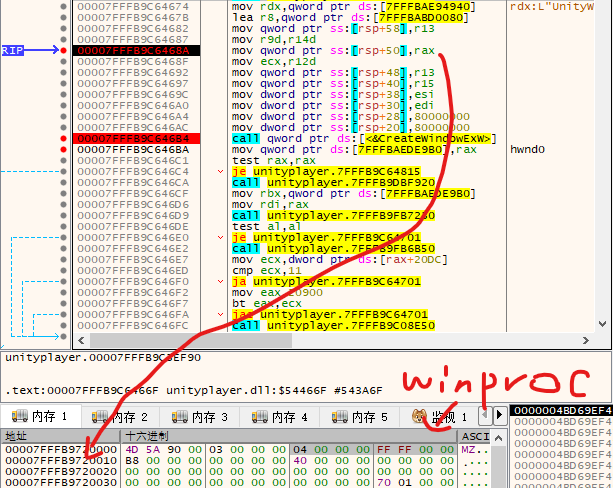 00007FFFB9C64674 mov rdx,qword ptr ds:[7FFFBAE94940] rdx:L"UnityW
00007FFFB9C6467B lea r8,qword ptr ds:[7FFFBABD0080]
00007FFFB9C64682 mov qword ptr ss:[rsp+58],r13
00007FFFB9C64687 mov r9d,r14d
RIP 00007FFFB9C6468A mov qword ptr ss:[rsp+50],rax
00007FFFB9C6468F mov ecx,r12d
00007FFFB9C64692 mov qword ptr ss:[rsp+48],r13
00007FFFB9C64697 mov qword ptr ss:[rsp+40],r15
00007FFFB9C6469C mov dword ptr ss:[rsp+38],esi
00007FFFB9C646A0 mov dword ptr ss:[rsp+30],edi
00007FFFB9C646A4 mov dword ptr ss:[rsp+28],80000000
00007FFFB9C646AC mov dword ptr ss:[rsp+20],80000000
00007FFFB9C646B4 call qword ptr ds:[<&CreateWindowExW>]
00007FFFB9C646BA mov qword ptr ds:[7FFFBAEDE9B0],rax hwnd0
00007FFFB9C646C1 test rax,rax
00007FFFB9C646C4 je unityplayer.7FFFB9C64815
00007FFFB9C646CA call unityplayer.7FFFB9DBF920
00007FFFB9C646CF mov rbx,qword ptr ds:[7FFFBAEDE9B0]
00007FFFB9C646D6 mov rdi,rax
00007FFFB9C646D9 call unityplayer.7FFFB9FB7280
00007FFFB9C646DE test al,al
00007FFFB9C646E0 je unityplayer.7FFFB9C64701
00007FFFB9C646E2 call unityplayer.7FFFB9FB6B50
00007FFFB9C646E7 mov ecx,dword ptr ds:[rax+20DC]
00007FFFB9C646ED cmp ecx,11
00007FFFB9C646F0 ja unityplayer.7FFFB9C64701
00007FFFB9C646F2 mov eax,20900
00007FFFB9C646F7 bt eax,ecx
00007FFFB9C646FA jae unityplayer.7FFFB9C64701
00007FFFB9C646FC call unityplayer.7FFFB9C08E50
.text:00007FFFB9C6466F unityplayer.dll:$54466F #543A6F
winproc
内存 1 内存 2 内存 3 内存 4 内存 5 监视 1
地址 十六进制 ASCI
00007FFFB9720000 4D 5A 90 00 03 00 00 00 04 00 00 00 FF FF 00 00 MZ..
00007FFFB9720010 B8 00 00 00 00 00 00 00 40 00 00 00 00 00 00 00
00007FFFB9720020 00 00 00 00 00 00 00 00 00 00 00 00 00 00 00 00 ....
00007FFFB9720030 00 00 00 00 00 00 00 00 00 00 00 00 70 01 00 00
0000004BD69EF4
0000004BD69EF4
0000004BD69EF4
0000004BD69EF4
0000004BD69EF4
0000004BD69EF4